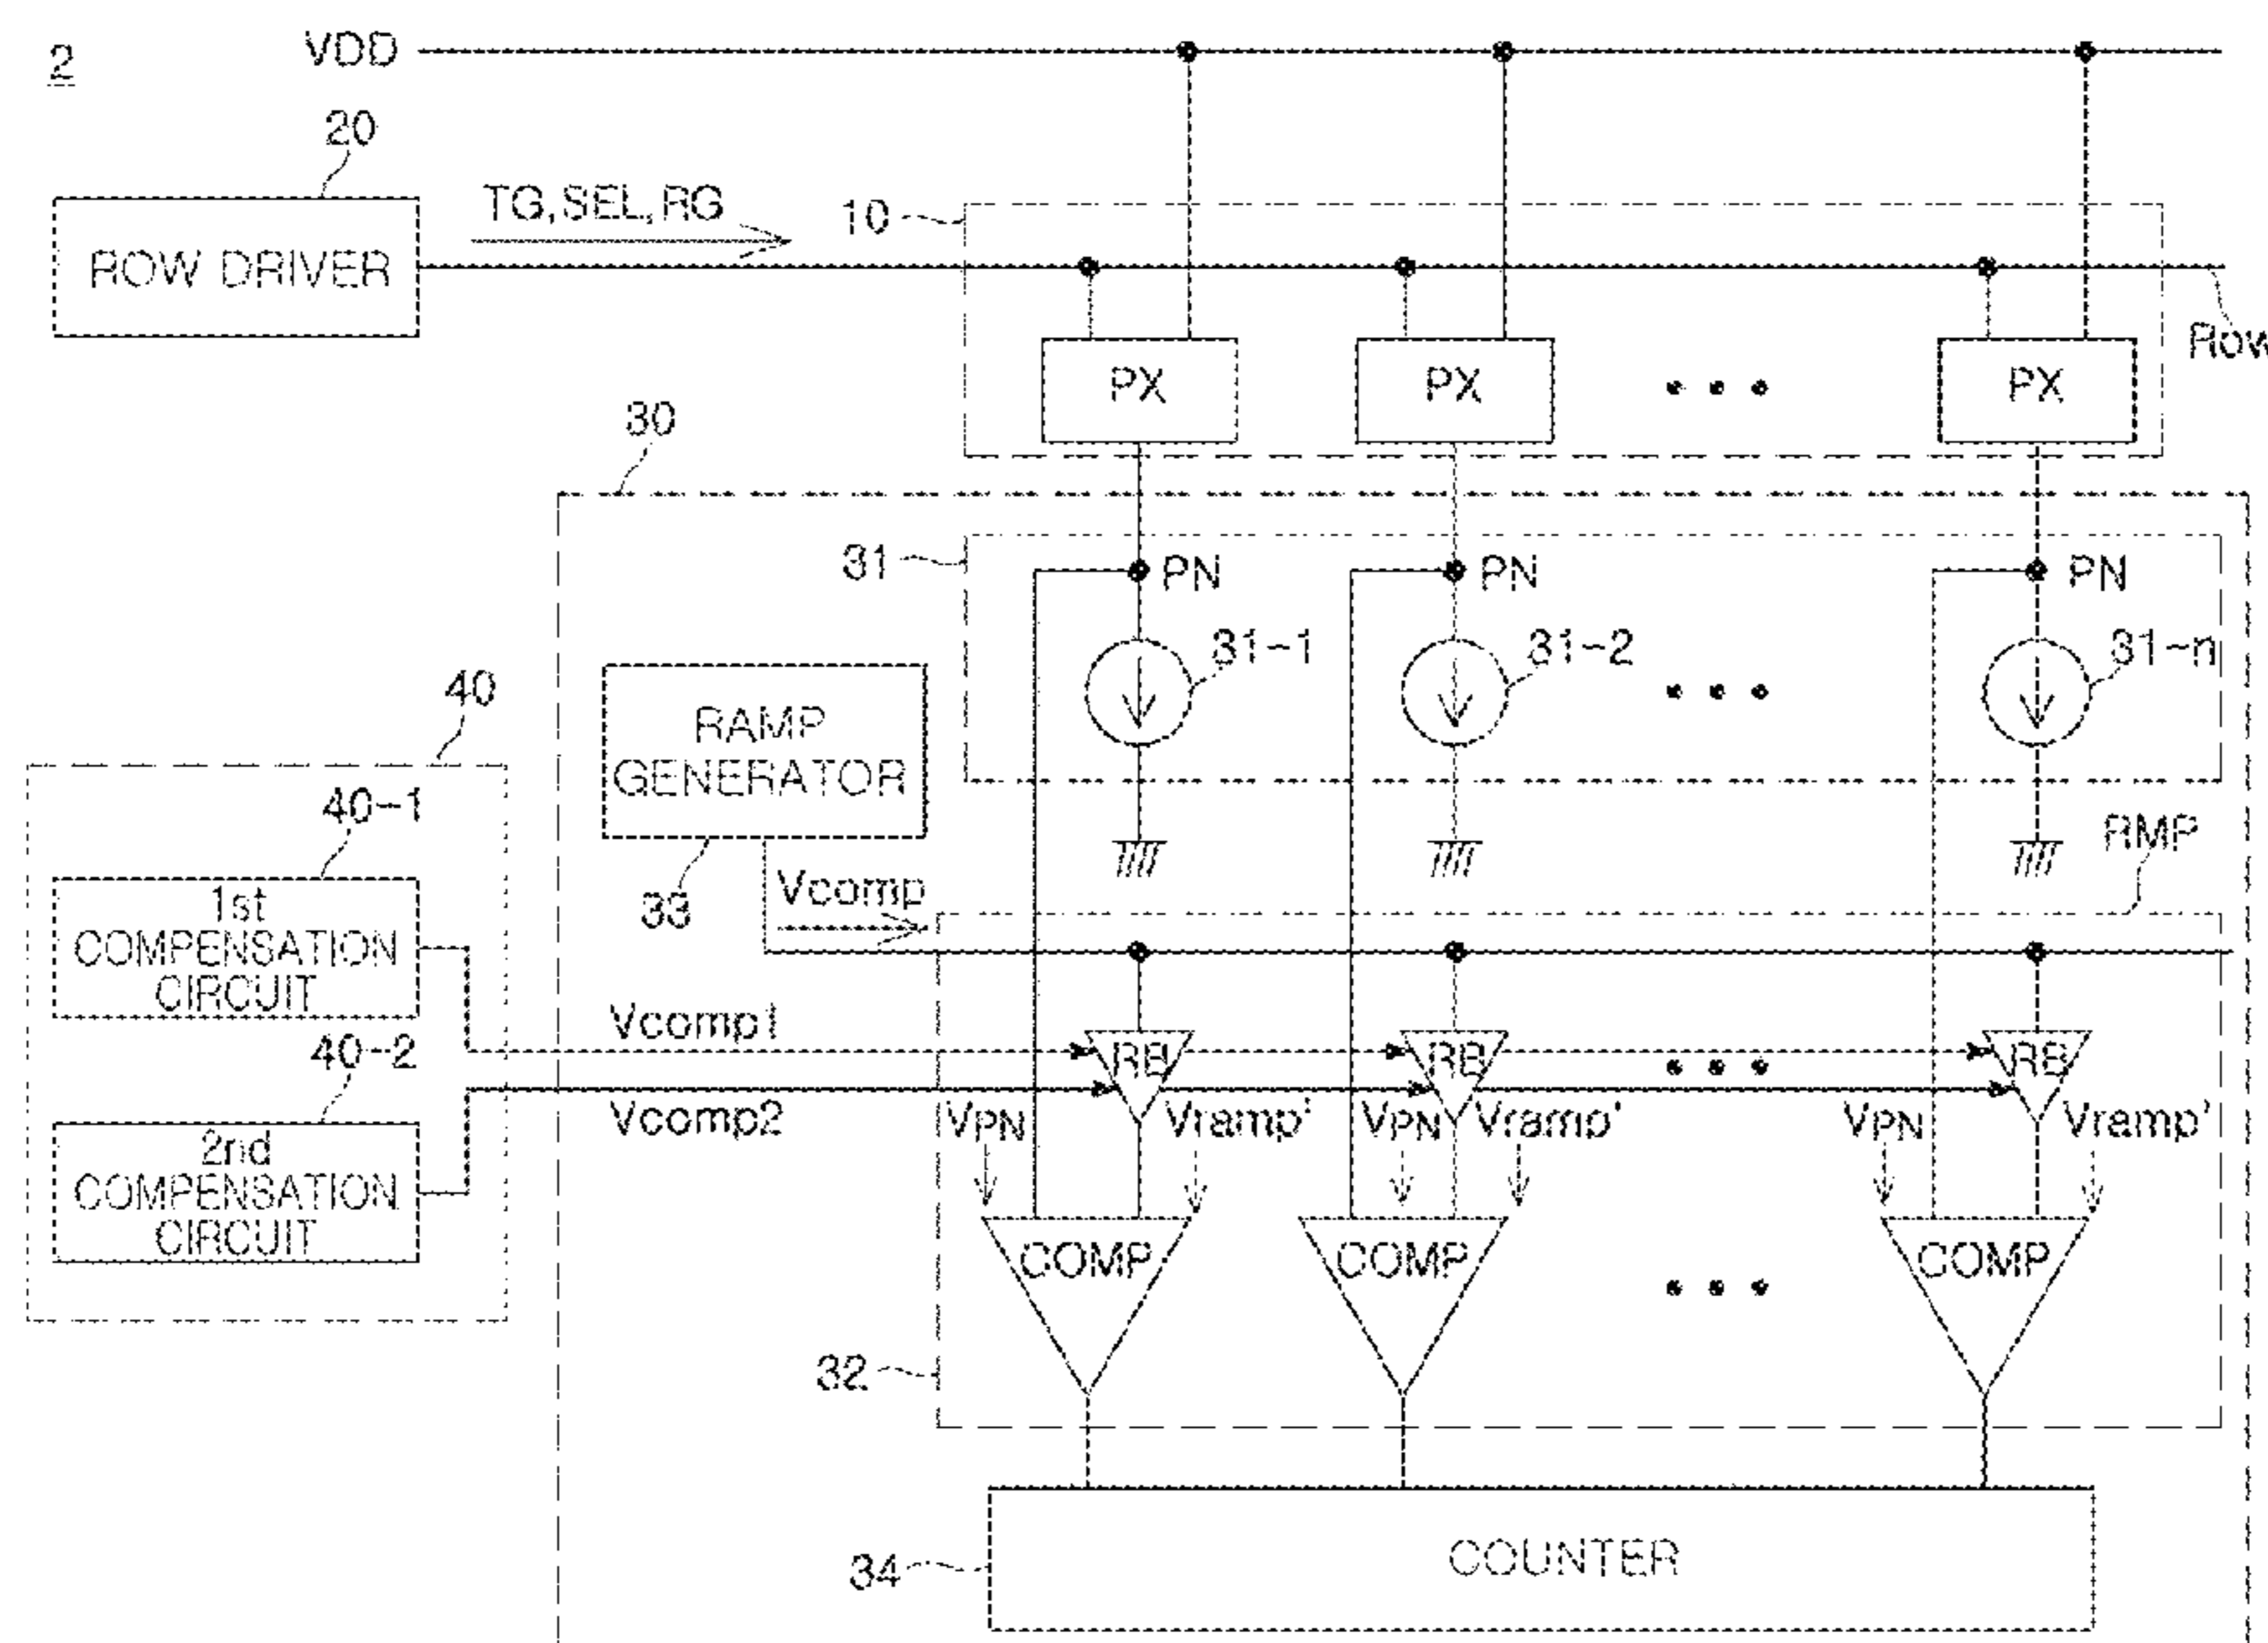 2
VDD
20
TG,SEL,RG
10
ROW DRIVER
Row
PX PX PX
30
31
PN PN PN
31-1 31-2 31-n
40
RAMP
GENERATOR
40-1
RMP
33
Vcomp
1st
COMPENSATION
CIRCUIT
Vcomp1
40-2
RB RB RB
Vcomp2
VPN Vramp' VPN Vramp' VPN Vramp'
2nd
COMPENSATION
CIRCUIT
COMP COMP COMP
32
34
COUNTER